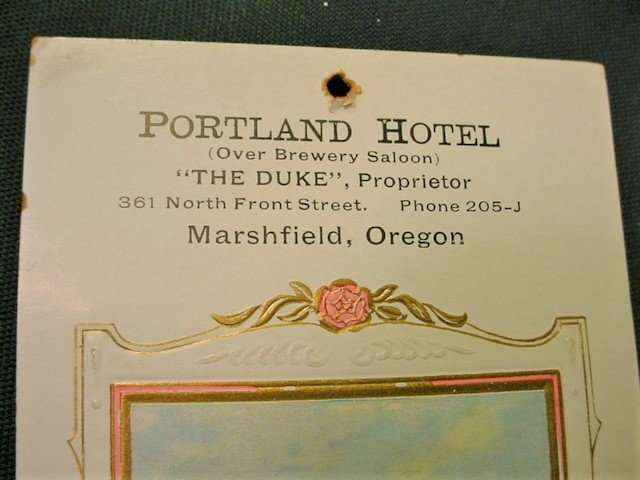 PORTLAND HOTEL
(Over Brewery Saloon)
"THE DUKE", Proprietor
361 North Front Street. Phone 205-J
Marshfield, Oregon